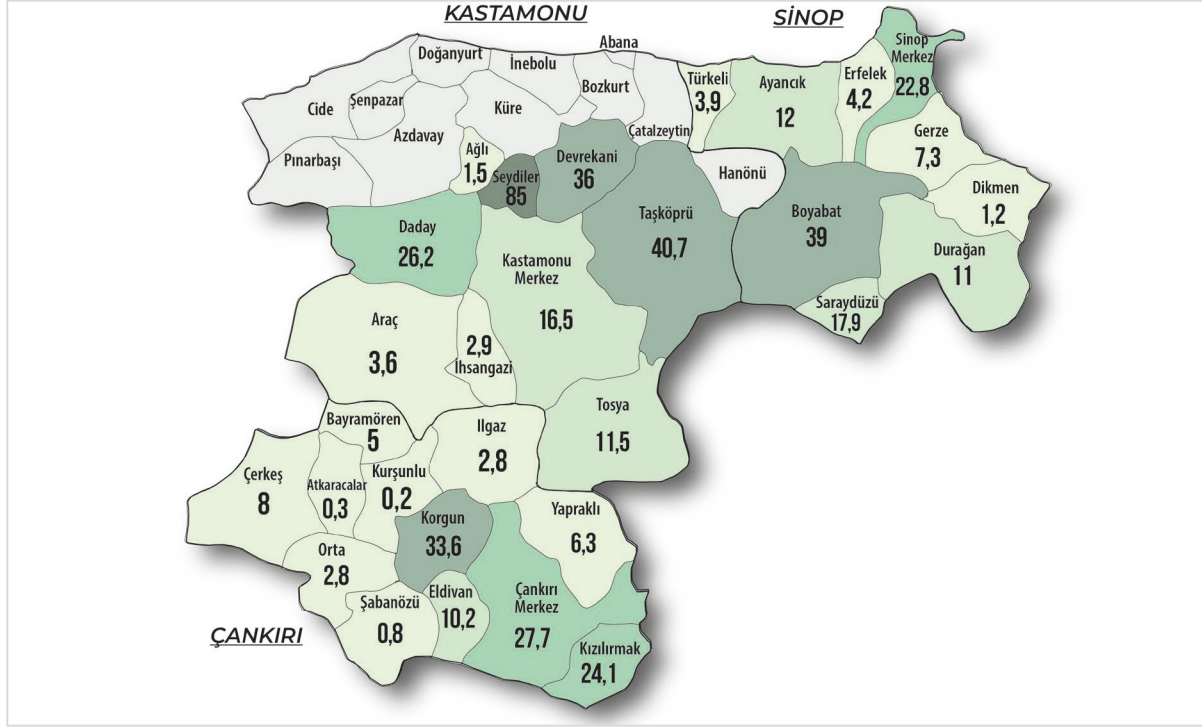 KASTAMONU
SİNOP
Abana
Doğanyurt
İnebolu
Sinop
Merkez
22,8
Türkeli
3,9
Ayancık
12
Erfelek
4,2
Bozkurt
Cide
Şenpazar
Küre
Azdavay
Çatalzeytin
Gerze
7,3
Pınarbaşı
Ağlı
1,5
Seydiler
85
Devrekani
36
Hanönü
Dikmen
1,2
Daday
26,2
Taşköprü
40,7
Boyabat
39
Durağan
11
Kastamonu
Merkez
16,5
Saraydüzü
17,9
Araç
3,6
2,9
İhsangazi
Tosya
11,5
Bayramören
5
Ilgaz
2,8
Çerkeş
8
Atkaracalar
0,3
Kurşunlu
0,2
Korgun
33,6
Yapraklı
6,3
Orta
2,8
Şabanözü
0,8
Eldivan
10,2
Çankırı
Merkez
27,7
Kızılırmak
24,1
ÇANKIRI